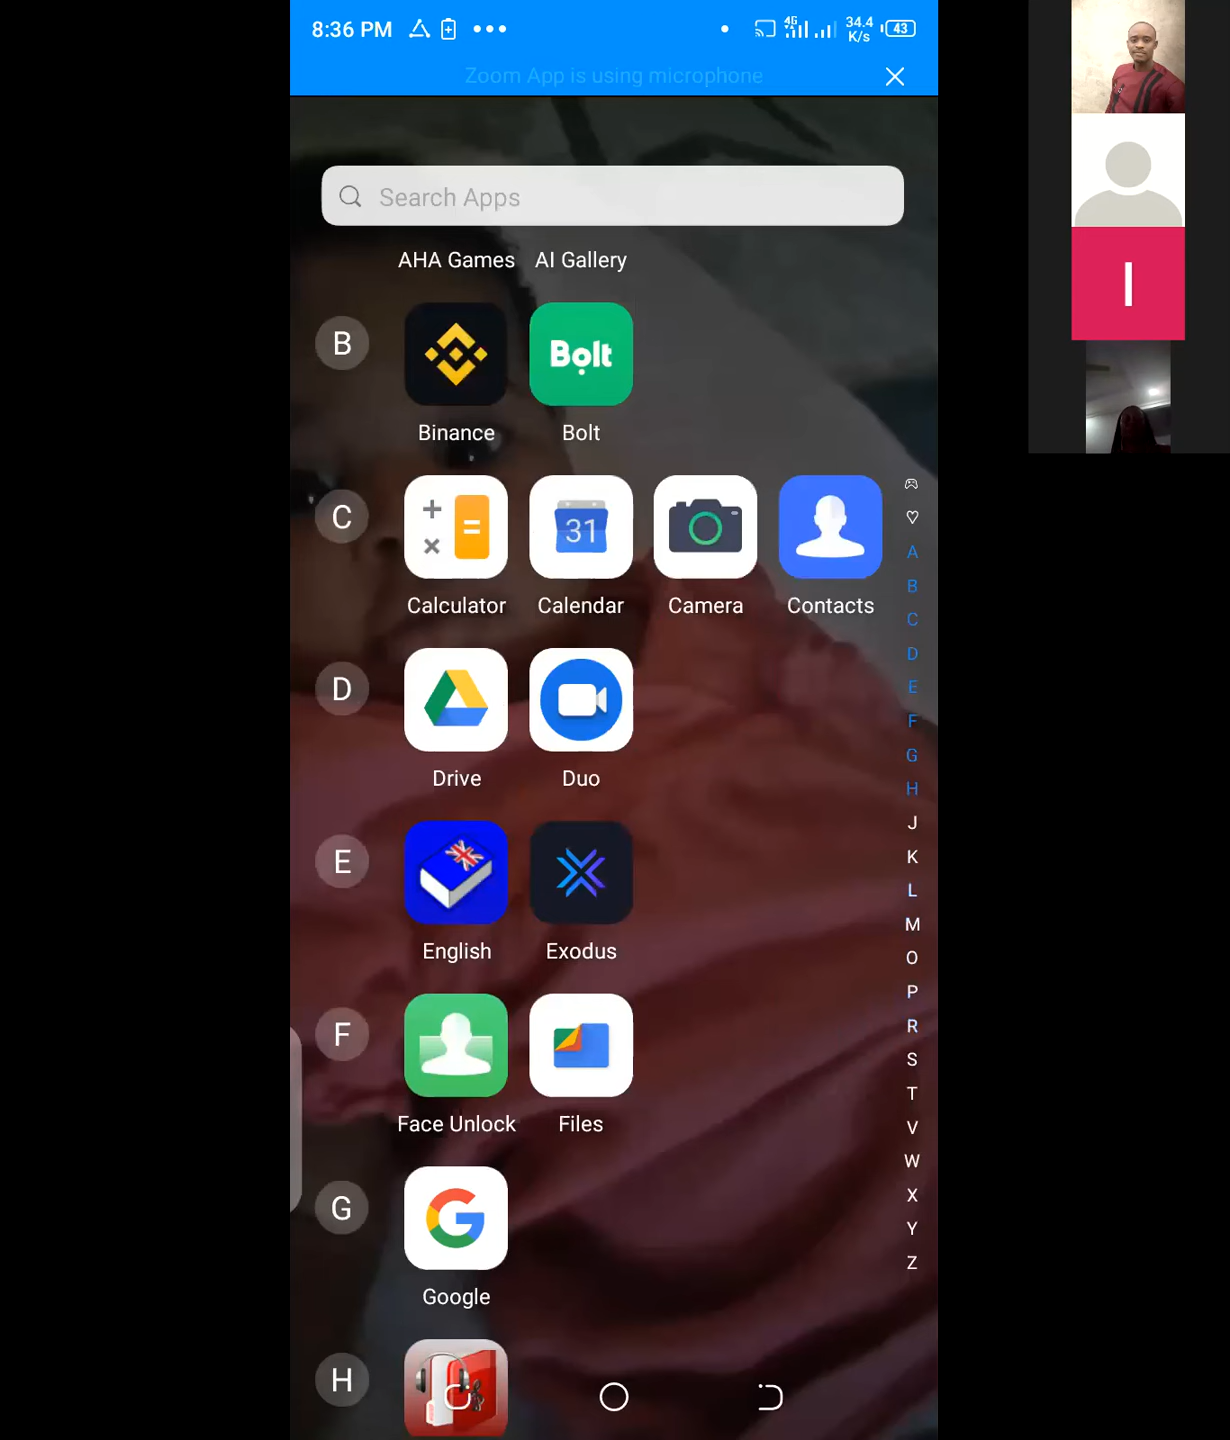 8:36 PM ••• 4G 34.4 K/s 43
Zoom App is using microphone
Search Apps
AHA Games AI Gallery
B
Bolt
Binance Bolt
C
31
Calculator Calendar Camera Contacts
D
Drive Duo
E
English Exodus
F
Face Unlock Files
G
G
Google
H
A
B
C
D
E
F
G
H
J
K
L
M
O
P
R
S
T
V
W
X
Y
Z
I